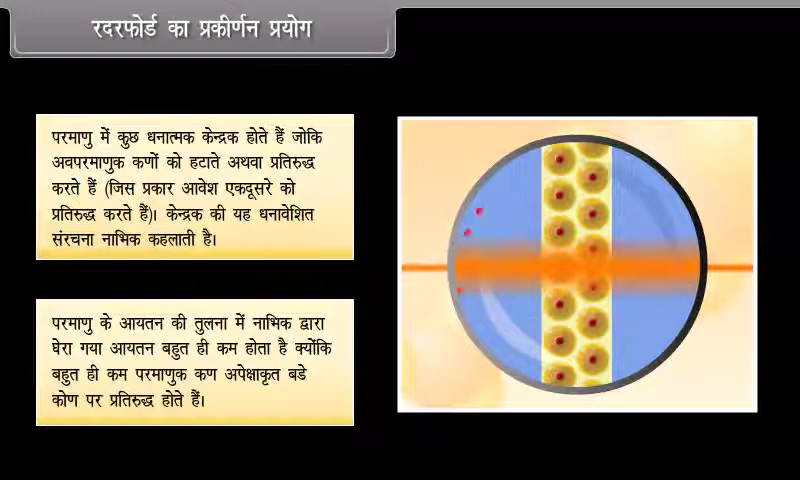 रदरफोर्ड का प्रकीर्णन प्रयोग
परमाणु में कुछ धनात्मक केन्द्रक होते हैं जोकि
अवपरमाणुक कणों को हटाते अथवा प्रतिरुद्ध
करते हैं (जिस प्रकार आवेश एकदूसरे को
प्रतिरुद्ध करते हैं)। केन्द्रक की यह धनावेशित
संरचना नाभिक कहलाती है।
परमाणु के आयतन की तुलना में नाभिक द्वारा
घेरा गया आयतन बहुत ही कम होता है क्योंकि
बहुत ही कम परमाणुक कण अपेक्षाकृत बडे
कोण पर प्रतिरुद्ध होते हैं।